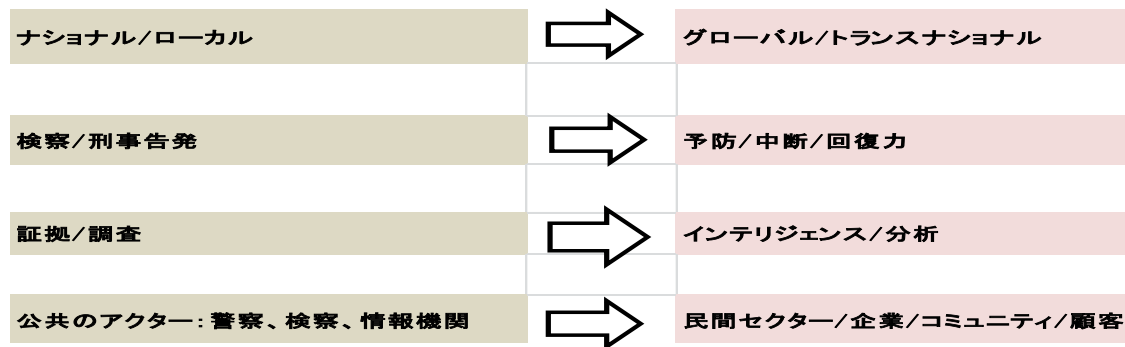 ナショナル/ローカル
グローバル/トランスナショナル
検察/刑事告発
予防/中断/回復力
証拠/調査
インテリジェンス/分析
公共のアクター：警察、検察、情報機関
民間セクター/企業/コミュニティ/顧客